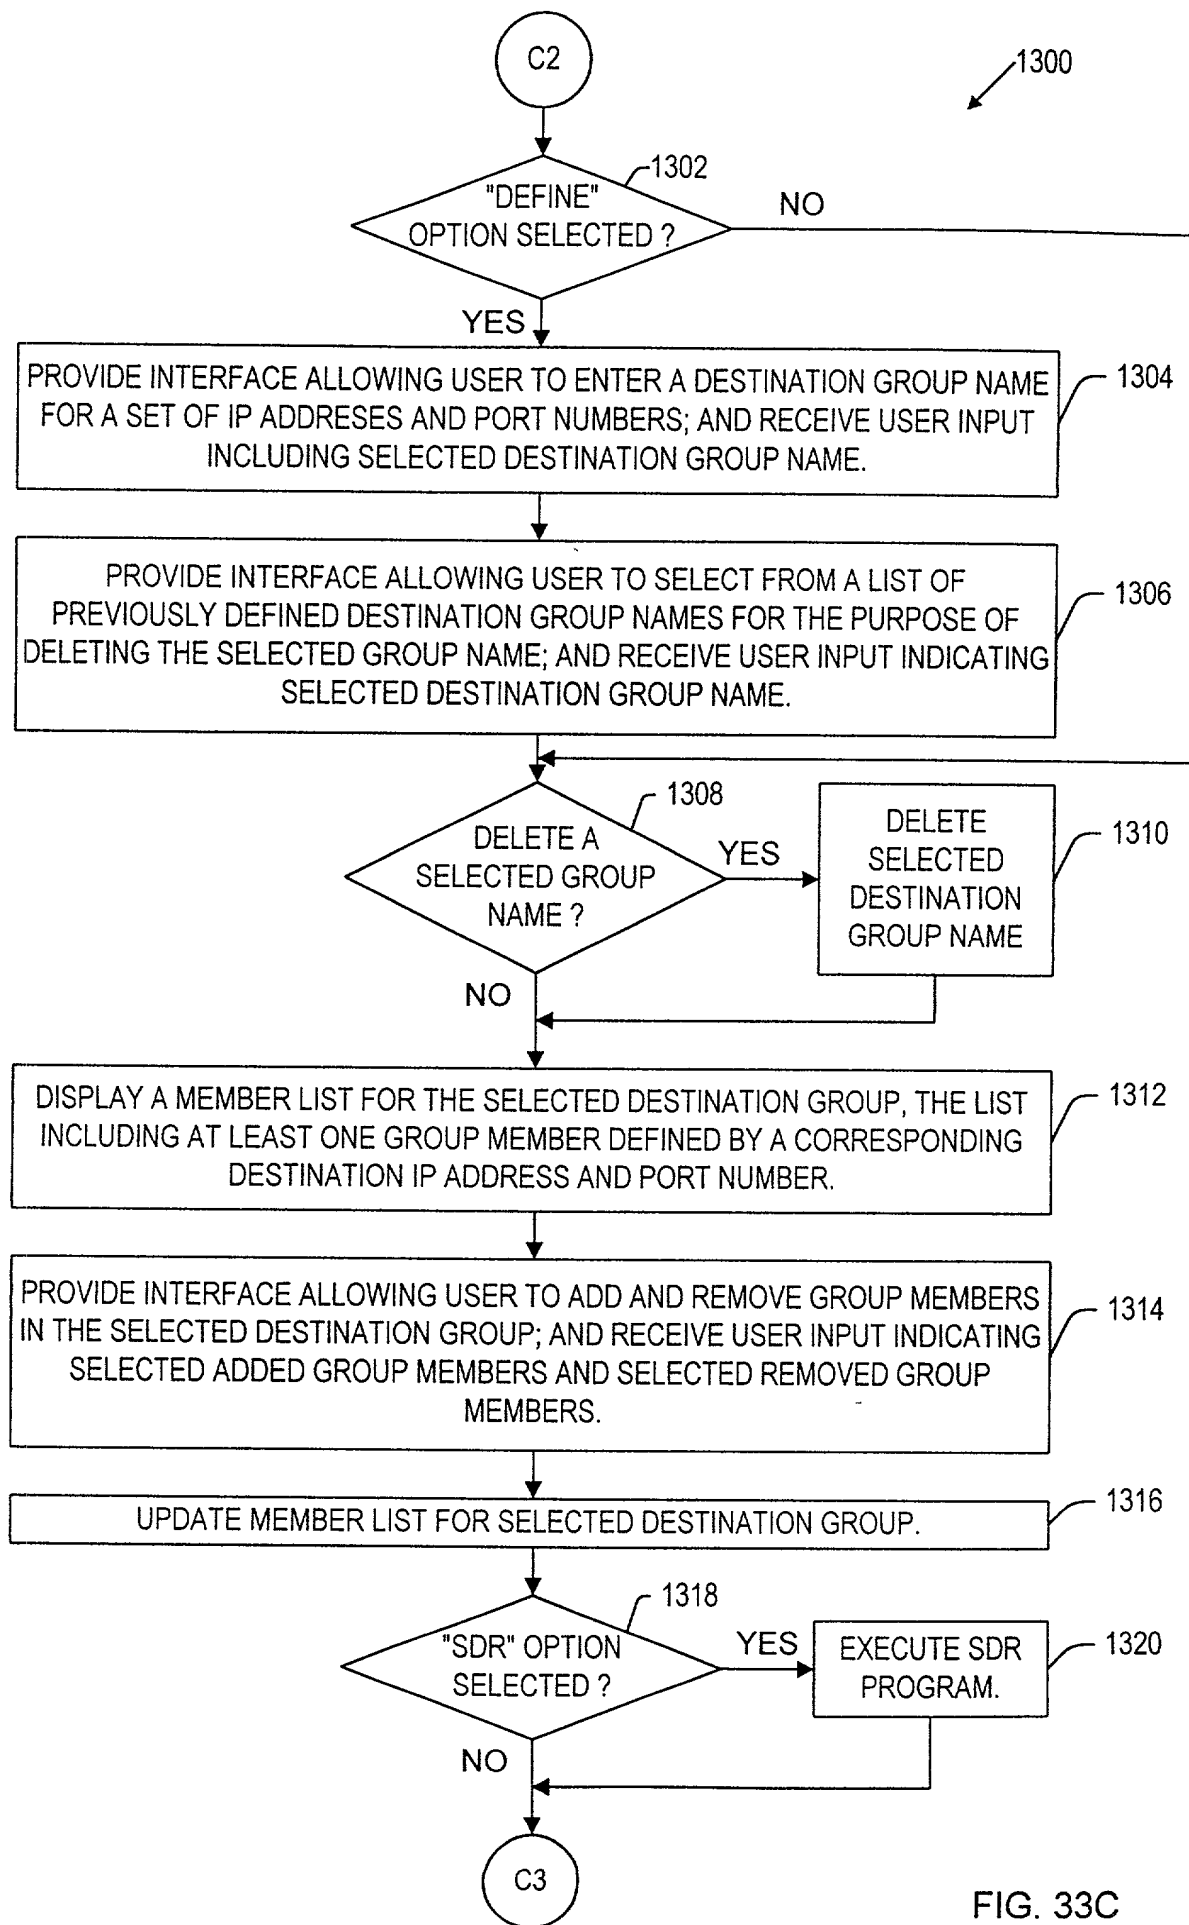 C2
1300
1302
"DEFINE"
OPTION SELECTED ?
NO
YES
PROVIDE INTERFACE ALLOWING USER TO ENTER A DESTINATION GROUP NAME
FOR A SET OF IP ADDRESES AND PORT NUMBERS; AND RECEIVE USER INPUT
INCLUDING SELECTED DESTINATION GROUP NAME.
1304
PROVIDE INTERFACE ALLOWING USER TO SELECT FROM A LIST OF
PREVIOUSLY DEFINED DESTINATION GROUP NAMES FOR THE PURPOSE OF
DELETING THE SELECTED GROUP NAME; AND RECEIVE USER INPUT INDICATING
SELECTED DESTINATION GROUP NAME.
1306
1308
DELETE A
SELECTED GROUP
NAME ?
YES
NO
DELETE
SELECTED
DESTINATION
GROUP NAME
1310
DISPLAY A MEMBER LIST FOR THE SELECTED DESTINATION GROUP, THE LIST
INCLUDING AT LEAST ONE GROUP MEMBER DEFINED BY A CORRESPONDING
DESTINATION IP ADDRESS AND PORT NUMBER.
1312
PROVIDE INTERFACE ALLOWING USER TO ADD AND REMOVE GROUP MEMBERS
IN THE SELECTED DESTINATION GROUP; AND RECEIVE USER INPUT INDICATING
SELECTED ADDED GROUP MEMBERS AND SELECTED REMOVED GROUP
MEMBERS.
1314
UPDATE MEMBER LIST FOR SELECTED DESTINATION GROUP.
1316
1318
"SDR" OPTION
SELECTED ?
YES
NO
EXECUTE SDR
PROGRAM.
1320
C3
FIG. 33C